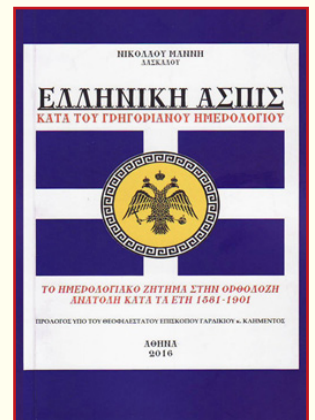 ΝΙΚΟΛΑΟΥ ΜΑΝΝΗ
ΔΑΣΚΑΛΟΥ
ΕΛΛΗΝΙΚΗ ΑΣΠΙΣ
ΚΑΤΑ ΤΟΥ ΓΡΗΓΟΡΙΑΝΟΥ ΗΜΕΡΟΛΟΓΙΟΥ
ΤΟ ΗΜΕΡΟΛΟΓΙΑΚΟ ΖΗΤΗΜΑ ΣΤΗΝ ΟΡΘΟΔΟΞΗ
ΑΝΑΤΟΛΗ ΚΑΤΑ ΤΑ ΕΤΗ 1581-1901
ΠΡΟΛΟΓΟΣ ΥΠΟ ΤΟΥ ΘΕΟΦΙΛΕΣΤΑΤΟΥ ΕΠΙΣΚΟΠΟΥ ΓΑΡΔΙΚΙΟΥ κ. ΚΛΗΜΕΝΤΟΣ
ΑΘΗΝΑ
2016